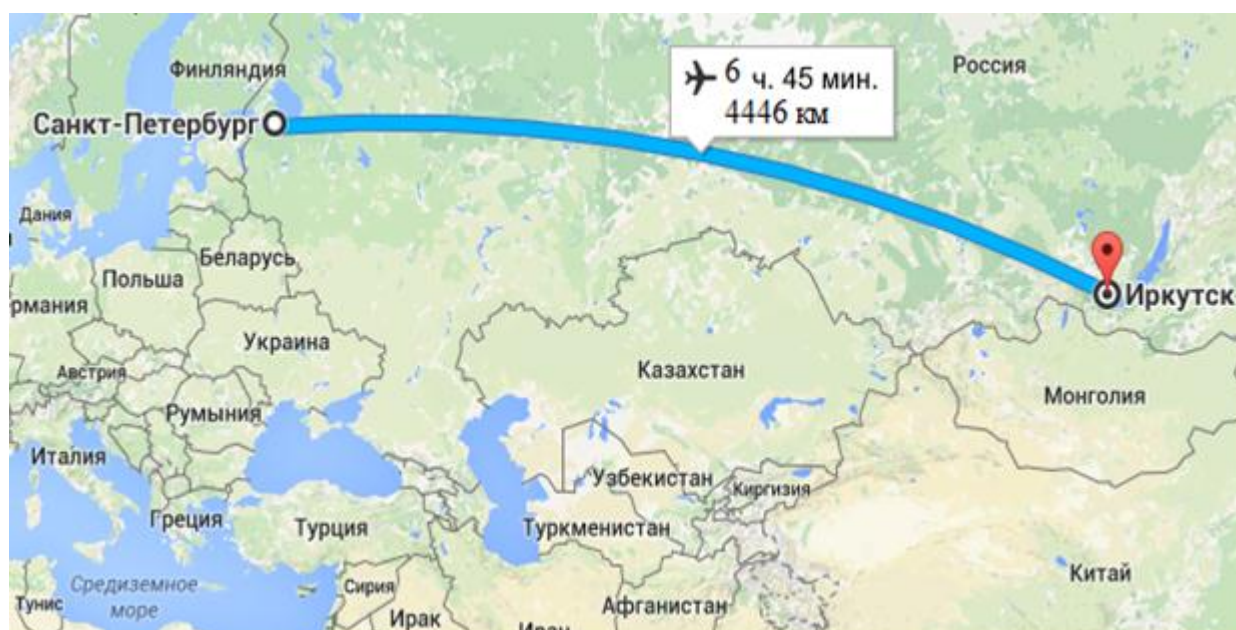 Финляндия
Россия
6 ч. 45 мин.
4446 км
Санкт-Петербург
Дания
Беларусь
Польша
рмания
Иркутск
Украина
Австрия
Казахстан
Монголия
Румыния
Италия
Узбекистан
Киргизия
Греция
Турция
Туркменистан
Китай
Средиземное
море
Сирия
Тунис
Ирак
Афганистан